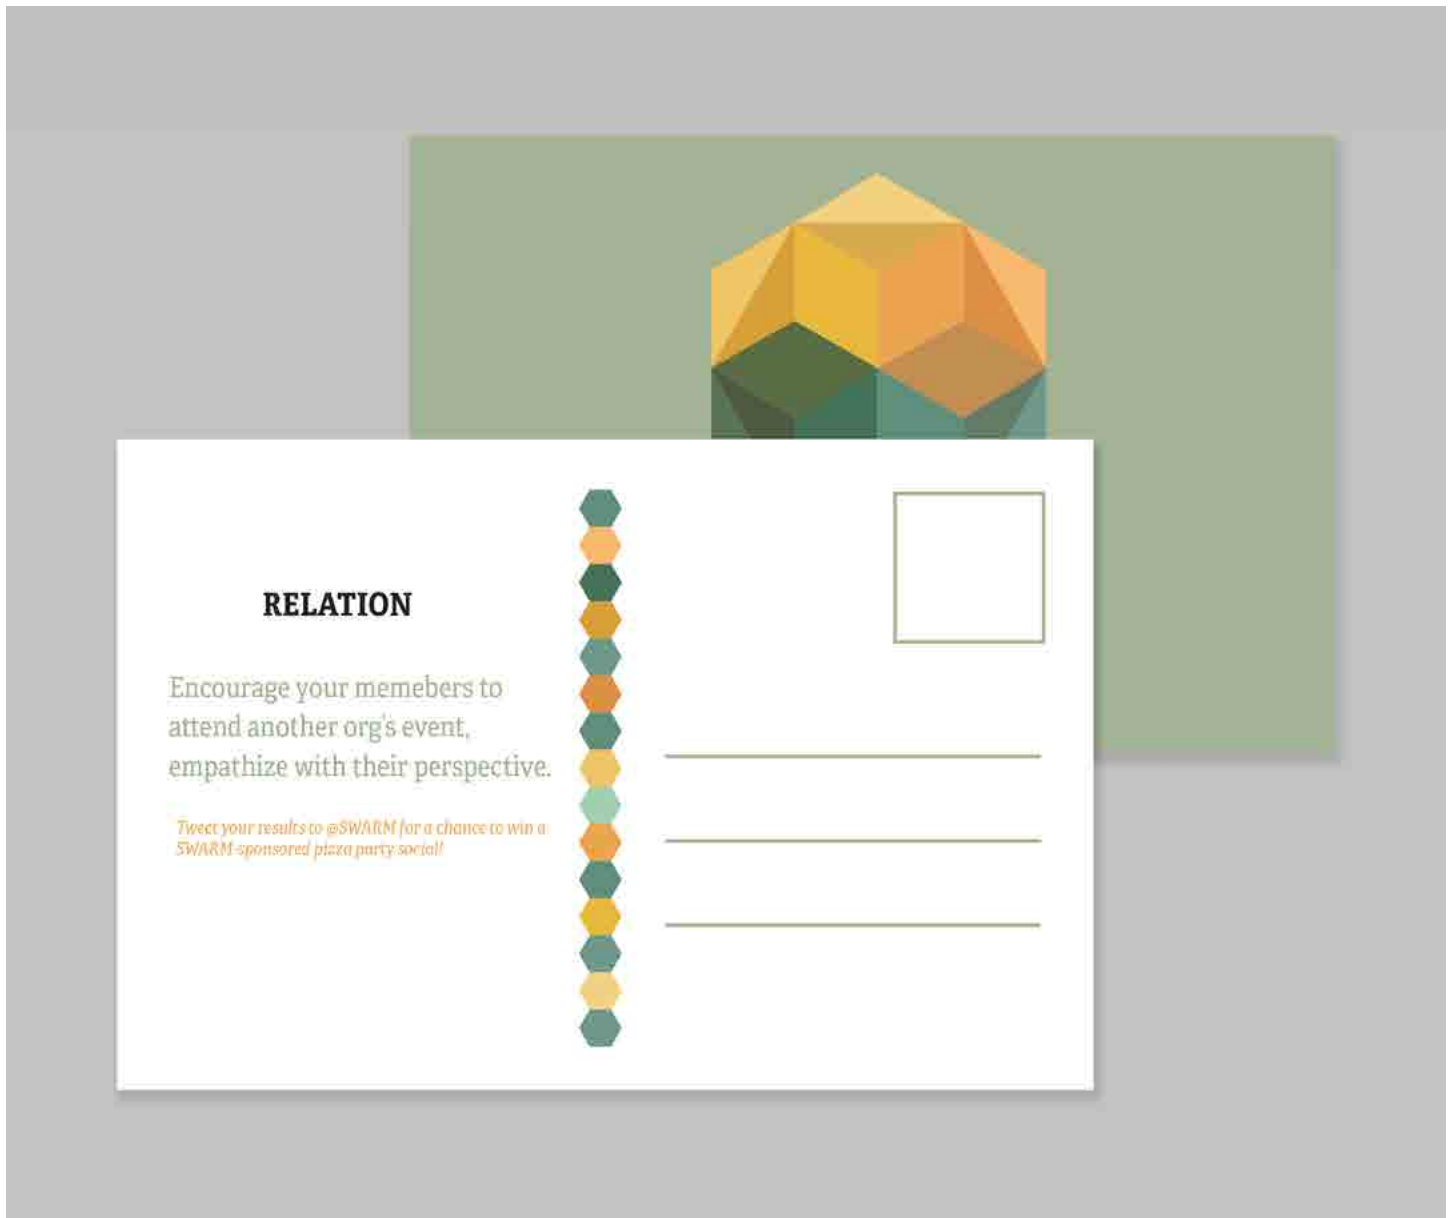 RELATION
Encourage your memebers to
attend another org's event,
empathize with their perspective.
Tweet your results to @SWARM for a chance to win a
SWARM-sponsored pizza party social!